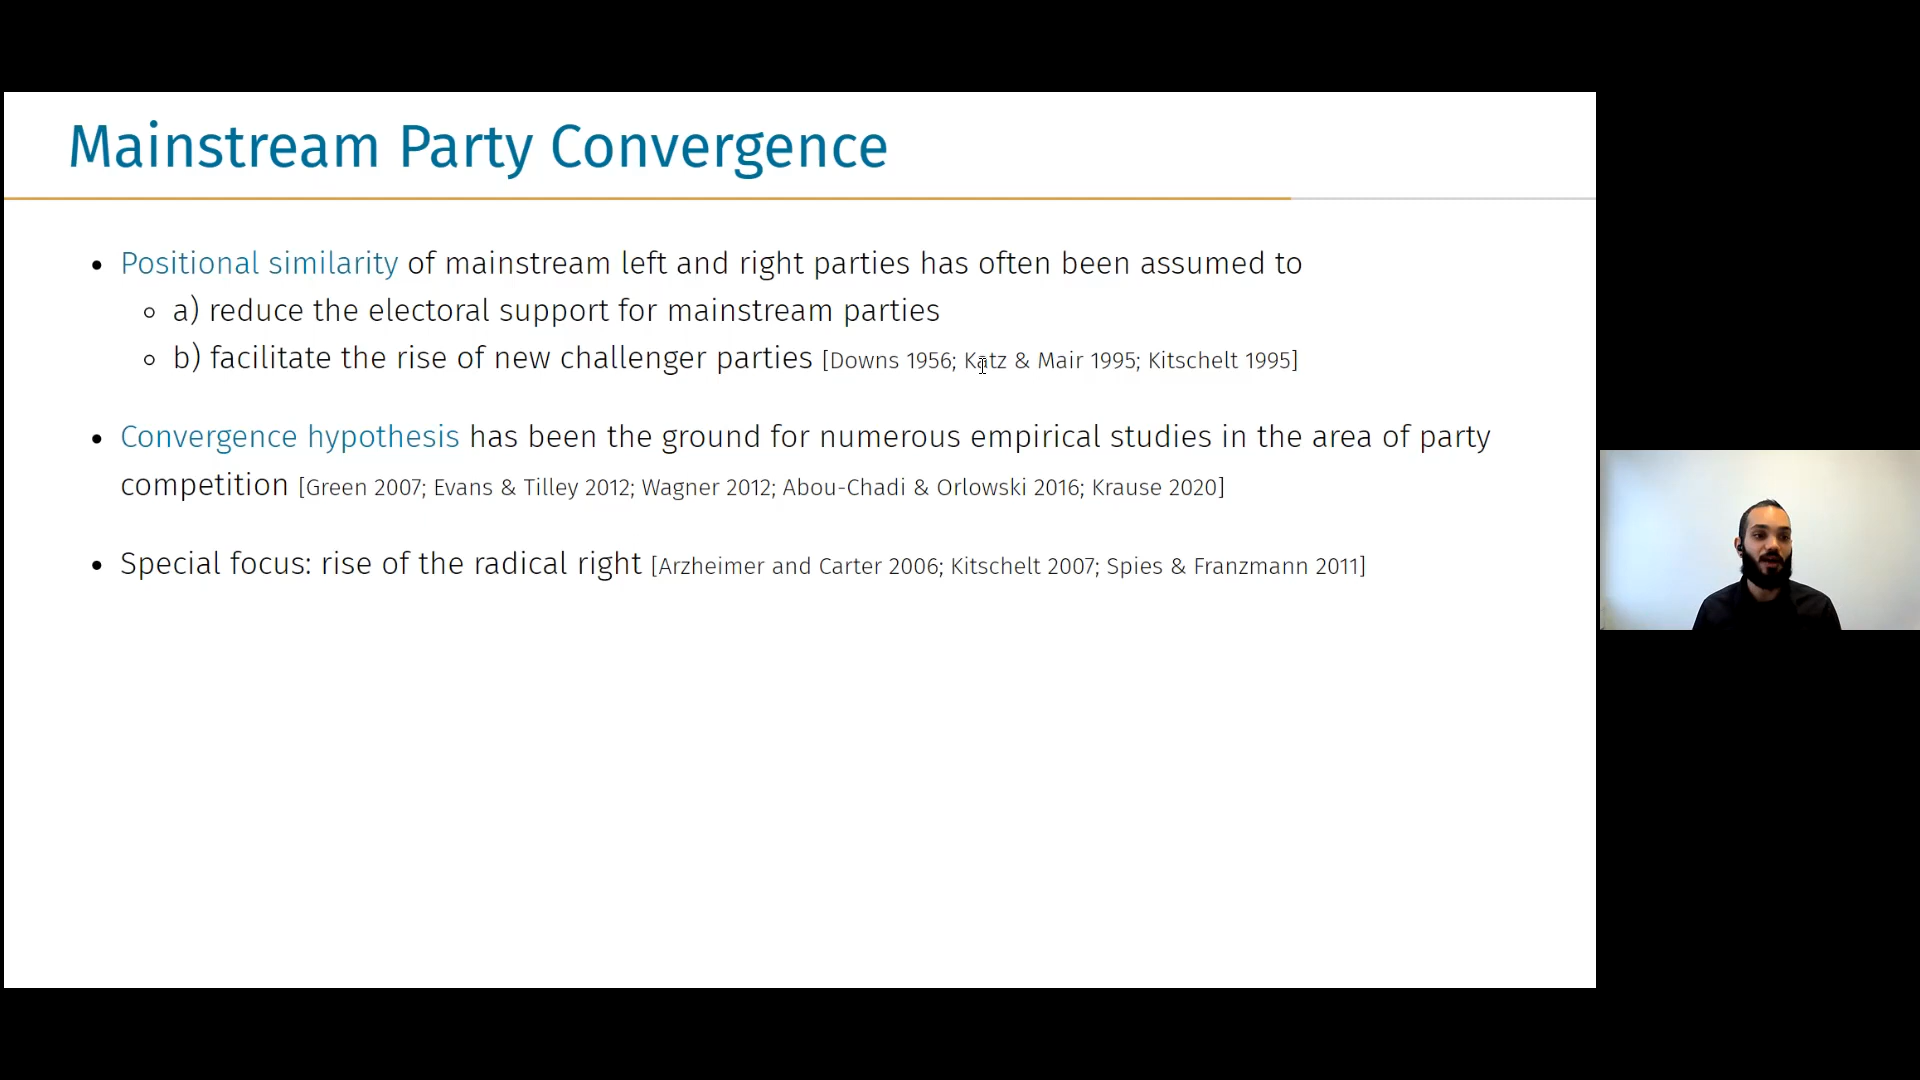 Mainstream Party Convergence
Positional similarity of mainstream left and right parties has often been assumed to
a) reduce the electoral support for mainstream parties
b) facilitate the rise of new challenger parties [Downs 1956; Katz & Mair 1995; Kitschelt 1995]
Convergence hypothesis has been the ground for numerous empirical studies in the area of party
competition [Green 2007; Evans & Tilley 2012; Wagner 2012; Abou-Chadi & Orlowski 2016; Krause 2020]
Special focus: rise of the radical right [Arzheimer and Carter 2006; Kitschelt 2007; Spies & Franzmann 2011]